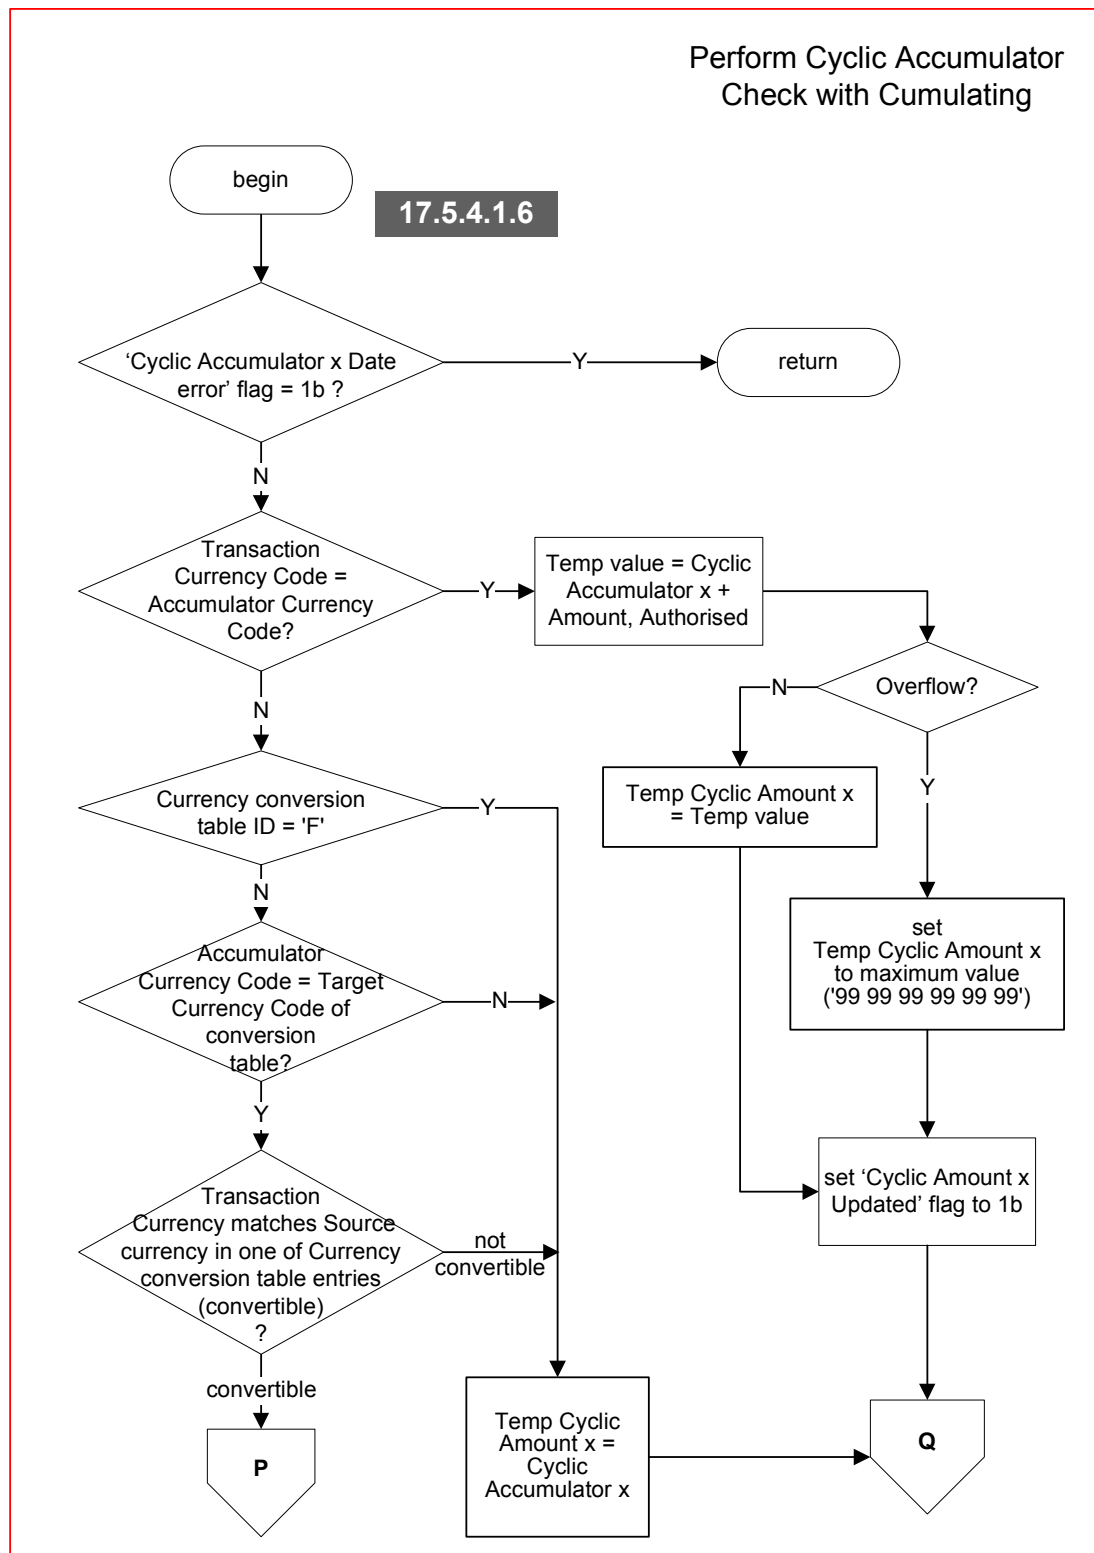 Perform Cyclic Accumulator
Check with Cumulating
begin
17.5.4.1.6
‘Cyclic Accumulator x Date
error’ flag = 1b ?
Y
return
N
Transaction
Currency Code =
Accumulator Currency
Code?
Y
Temp value = Cyclic
Accumulator x +
Amount, Authorised
N
Overflow?
N
Y
Temp Cyclic Amount x
= Temp value
Currency conversion
table ID = 'F'
Y
N
set
Temp Cyclic Amount x
to maximum value
('99 99 99 99 99 99')
Accumulator
Currency Code = Target
Currency Code of
conversion
table?
N
Y
set ‘Cyclic Amount x
Updated’ flag to 1b
Transaction
Currency matches Source
currency in one of Currency
conversion table entries
(convertible)
?
not
convertible
convertible
P
Temp Cyclic
Amount x =
Cyclic
Accumulator x
Q